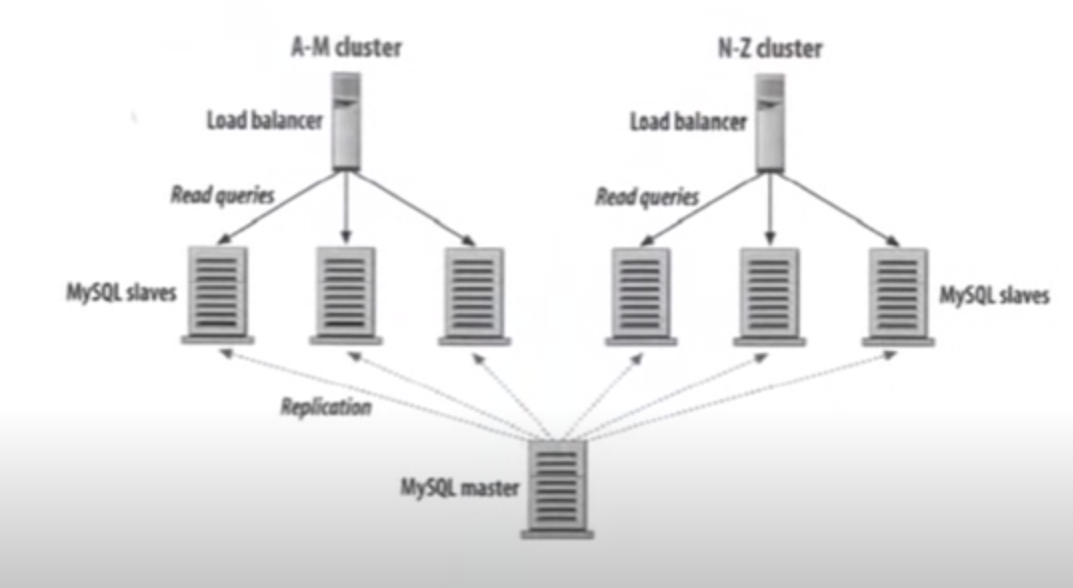 A-M cluster
N-Z cluster
Load balancer
Load balancer
Read queries
Read queries
MySQL slaves
MySQL slaves
Replication
MySQL master